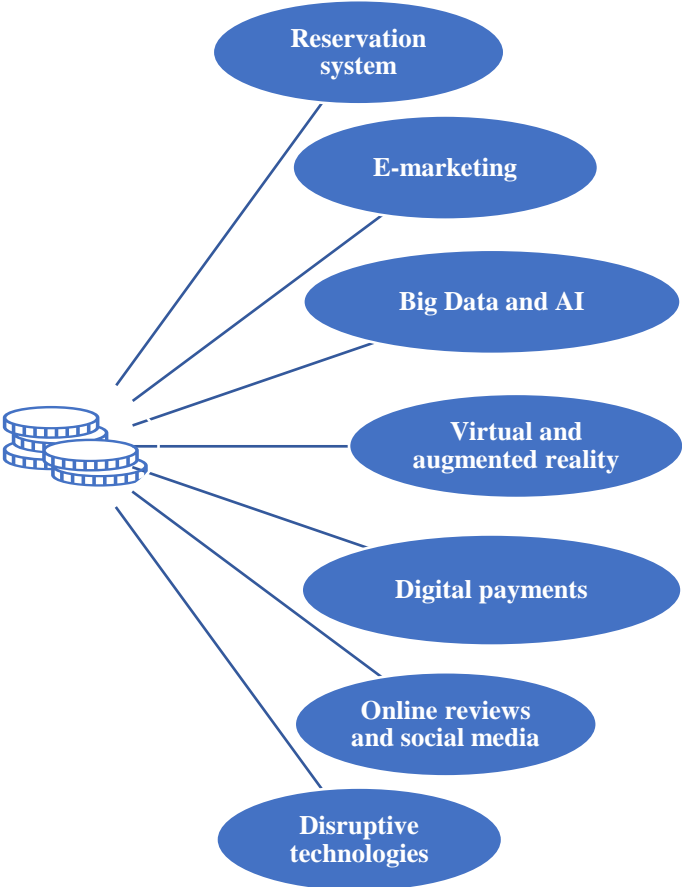 Reservation
system
E-marketing
Big Data and AI
Virtual and
augmented reality
Digital payments
Online reviews
and social media
Disruptive
technologies